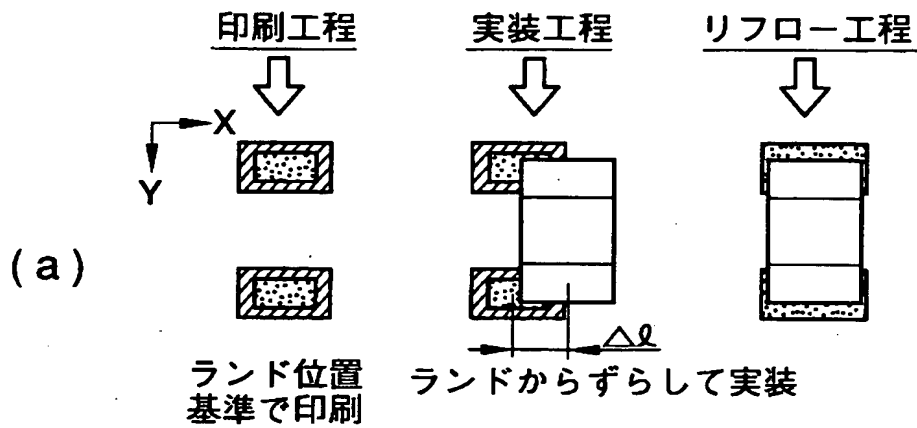 印刷工程 実装工程 リフロー工程
X
Y
(a)
Δℓ
ランド位置 ランドからずらして実装
基準で印刷